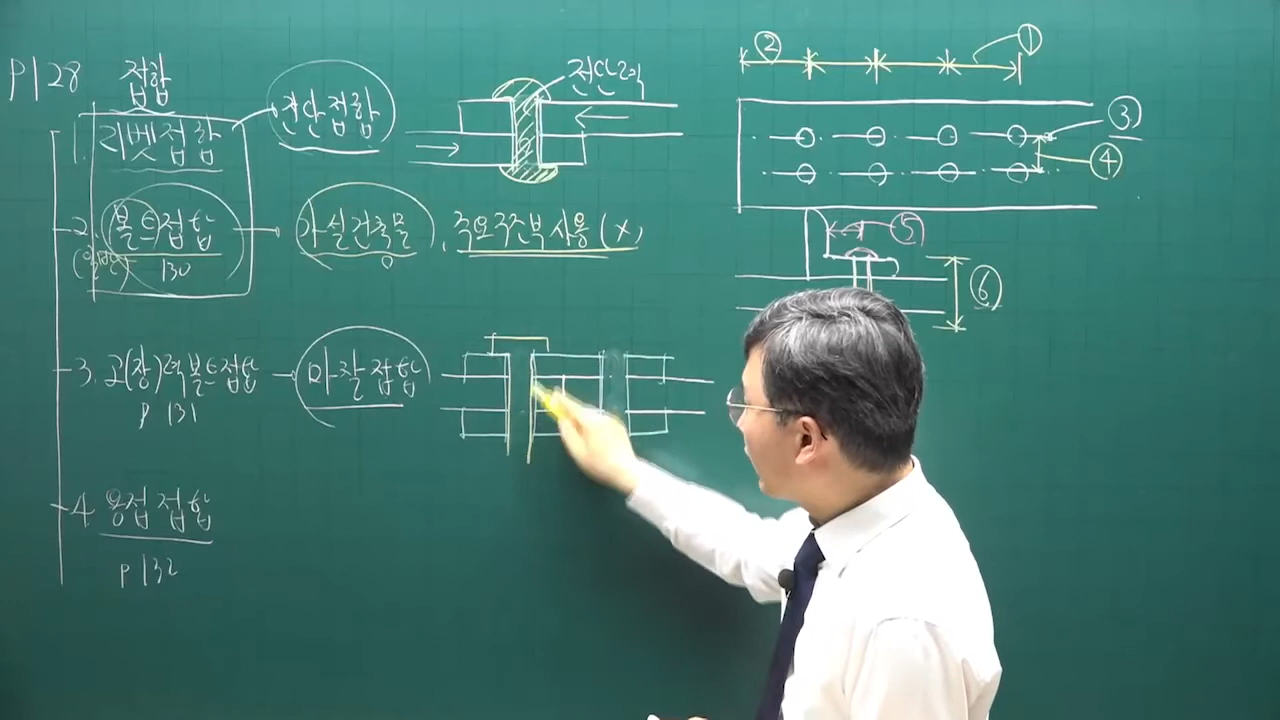 P128 접합
1. 리벳접합
전단접합
전단력
2. 볼트접합
130
가설건축물, 주요구조부 사용 (X)
3. 고(장)력볼트접합
P 131
마찰접합
4. 용접 접합
P 132
② ①
③
④
⑤
⑥